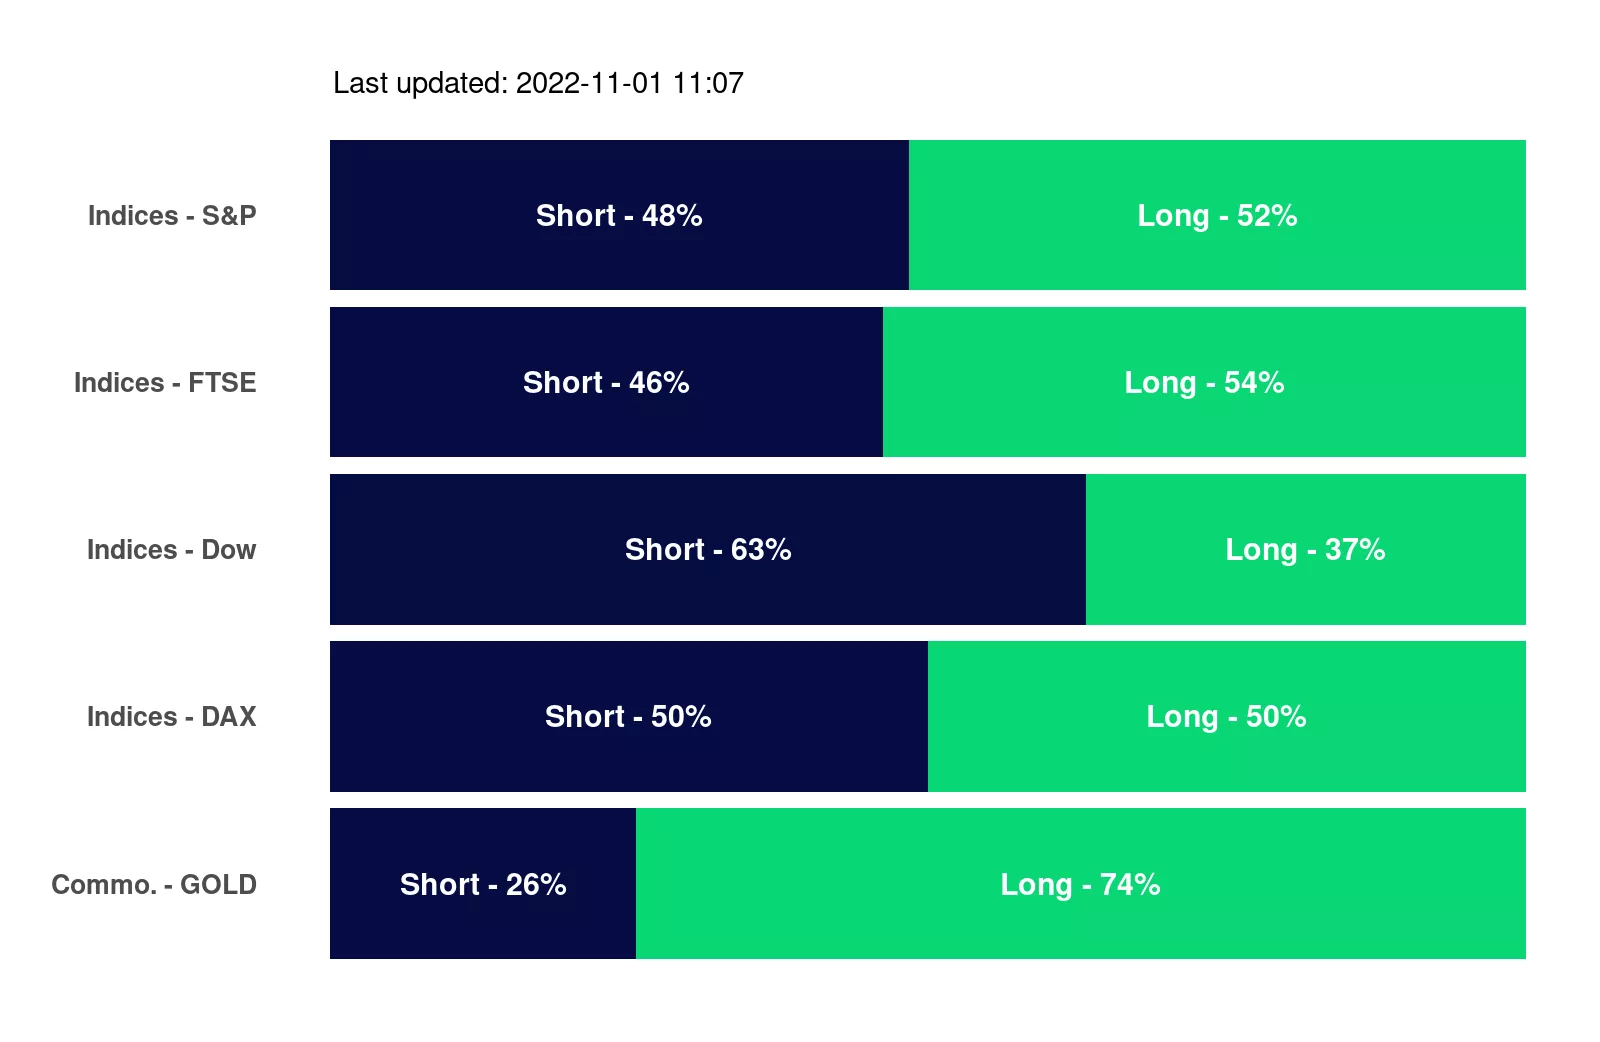 Last updated: 2022-11-01 11:07
Indices - S&P Short - 48% Long - 52%
Indices - FTSE Short - 46% Long - 54%
Indices - Dow Short - 63% Long - 37%
Indices - DAX Short - 50% Long - 50%
Commo. - GOLD Short - 26% Long - 74%